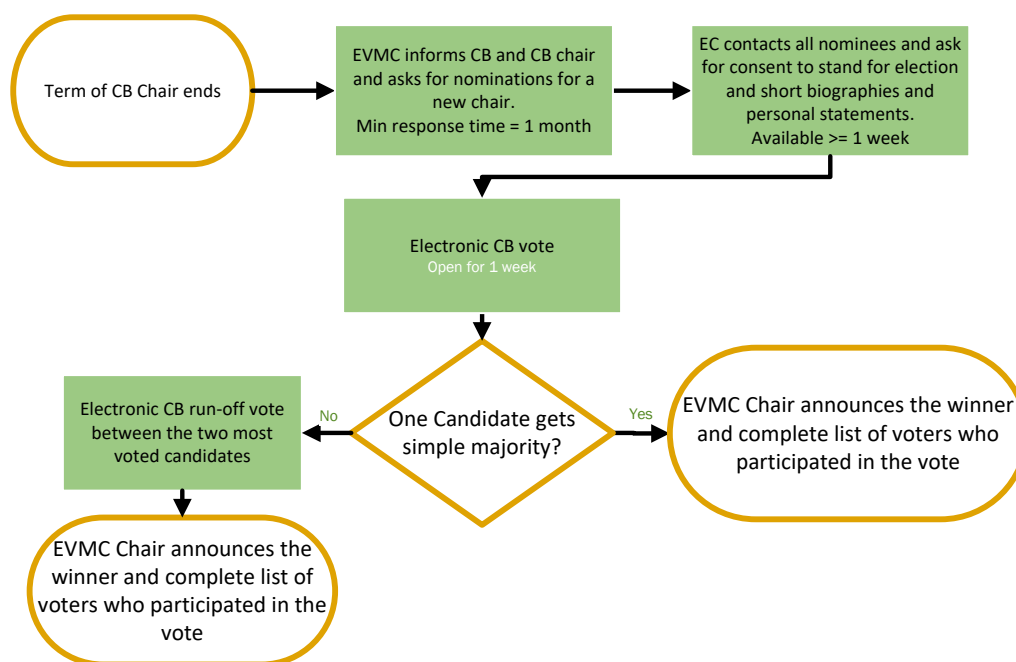 Term of CB Chair ends
EVMC informs CB and CB chair
and asks for nominations for a
new chair.
Min response time = 1 month
EC contacts all nominees and ask
for consent to stand for election
and short biographies and
personal statements.
Available >= 1 week
Electronic CB vote
Open for 1 week
One Candidate gets
simple majority?
No
Yes
Electronic CB run-off vote
between the two most
voted candidates
EVMC Chair announces the winner
and complete list of voters who
participated in the vote
EVMC Chair announces the
winner and complete list of
voters who participated in the
vote